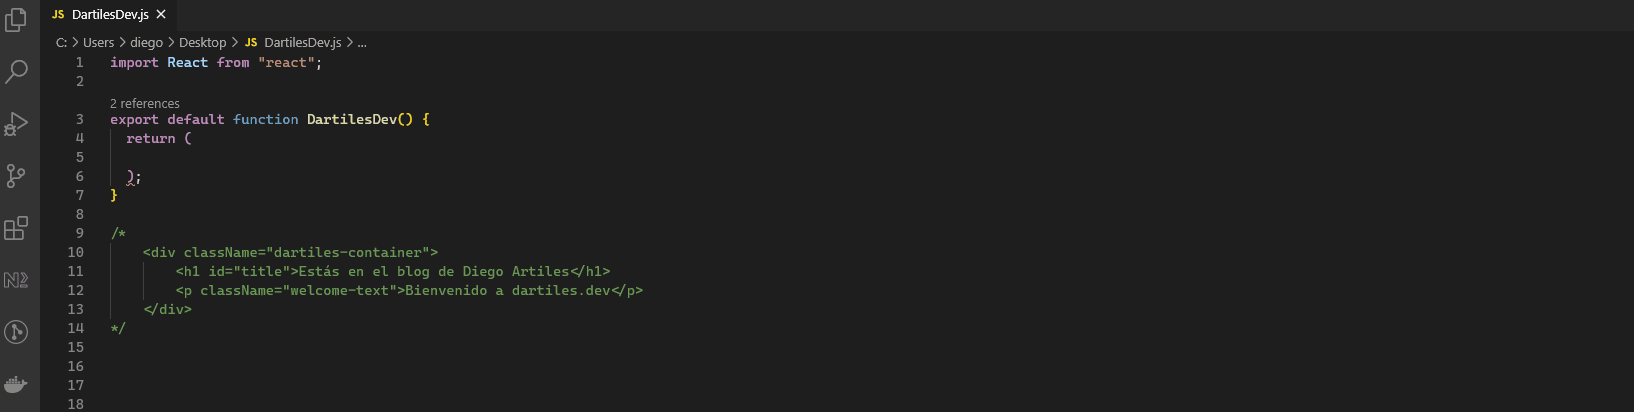 JS DartilesDev.js ×
C: > Users > diego > Desktop > JS DartilesDev.js > ...
1 import React from "react";
2
2 references
3 export default function DartilesDev() {
4 return (
5
6 );
7 }
8
9 /*
10 <div className="dartiles-container">
11 <h1 id="title">Estás en el blog de Diego Artiles</h1>
12 <p className="welcome-text">Bienvenido a dartiles.dev</p>
13 </div>
14 */
15
16
17
18